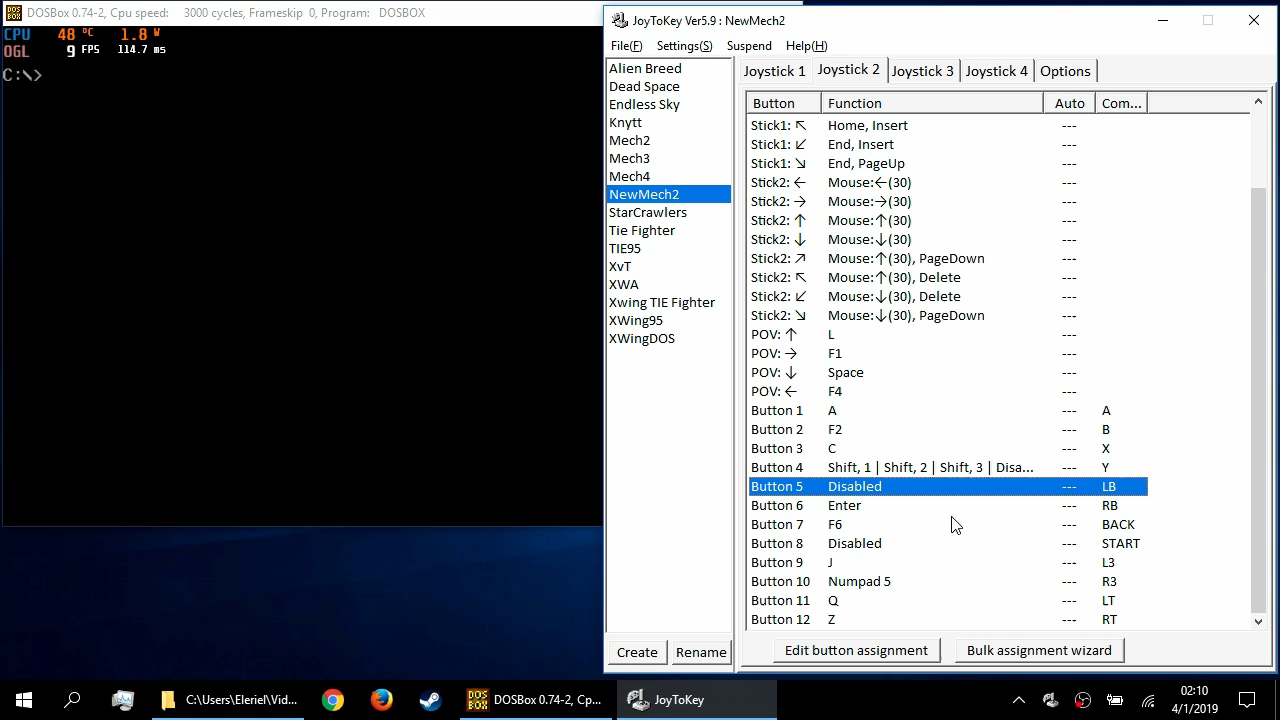 DOSBox 0.74-2, Cpu speed: 3000 cycles, Frameskip 0, Program: DOSBOX
CPU 48 °C 1.8 W
OGL 9 FPS 114.7 ms
C:\>
JoyToKey Ver5.9 : NewMech2
File(F) Settings(S) Suspend Help(H)
Alien Breed
Dead Space
Endless Sky
Knytt
Mech2
Mech3
Mech4
NewMech2
StarCrawlers
Tie Fighter
TIE95
XvT
XWA
Xwing TIE Fighter
XWing95
XWingDOS
Create Rename
Joystick 1 Joystick 2 Joystick 3 Joystick 4 Options
Button Function Auto Com...
Stick1: ↖ Home, Insert ---
Stick1: ↙ End, Insert ---
Stick1: ↘ End, PageUp ---
Stick2: ← Mouse:←(30) ---
Stick2: → Mouse:→(30) ---
Stick2: ↑ Mouse:↑(30) ---
Stick2: ↓ Mouse:↓(30) ---
Stick2: ↗ Mouse:↑(30), PageDown ---
Stick2: ↖ Mouse:↑(30), Delete ---
Stick2: ↙ Mouse:↓(30), Delete ---
Stick2: ↘ Mouse:↓(30), PageDown ---
POV: ↑ L ---
POV: → F1 ---
POV: ↓ Space ---
POV: ← F4 ---
Button 1 A --- A
Button 2 F2 --- B
Button 3 C --- X
Button 4 Shift, 1 | Shift, 2 | Shift, 3 | Disa... --- Y
Button 5 Disabled --- LB
Button 6 Enter --- RB
Button 7 F6 --- BACK
Button 8 Disabled --- START
Button 9 J --- L3
Button 10 Numpad 5 --- R3
Button 11 Q --- LT
Button 12 Z --- RT
Edit button assignment Bulk assignment wizard
C:\Users\Eleriel\Vid... DOSBox 0.74-2, Cp... JoyToKey
02:10
4/1/2019